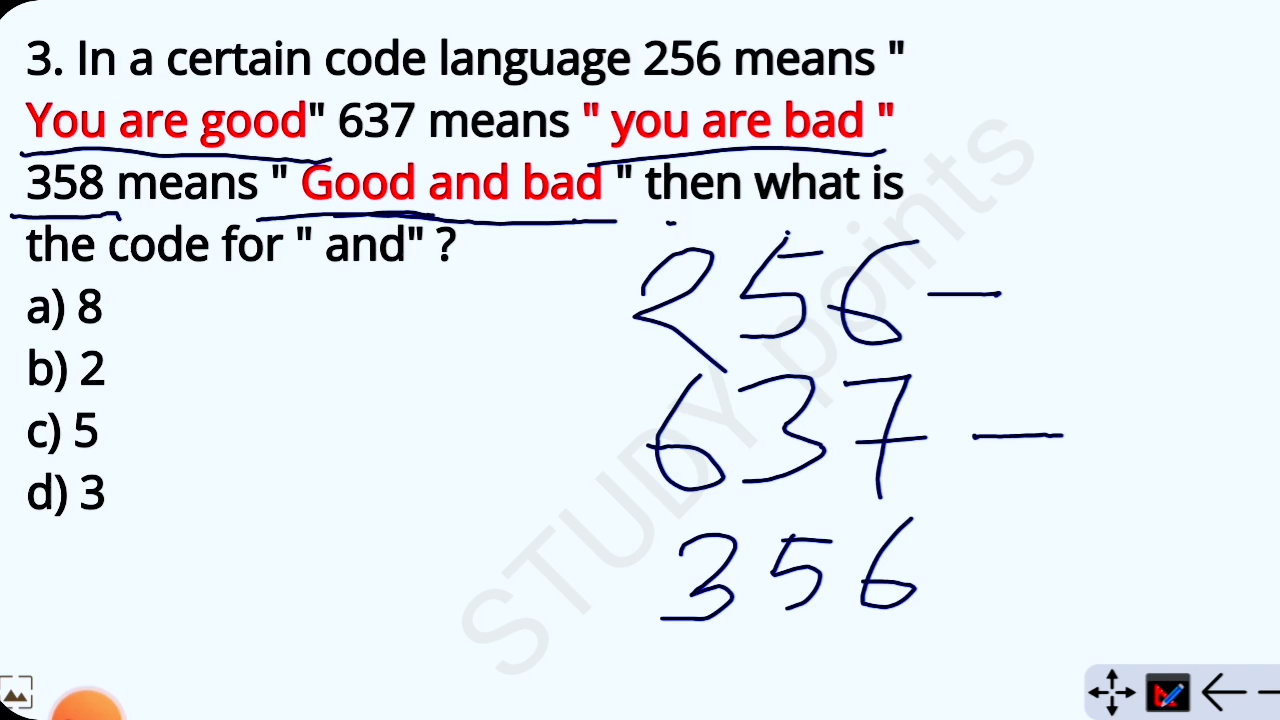 3. In a certain code language 256 means "
You are good" 637 means " you are bad "
358 means " Good and bad " then what is
the code for " and" ?
a) 8
b) 2
c) 5
d) 3
256 —
637 —
356
STUDY points